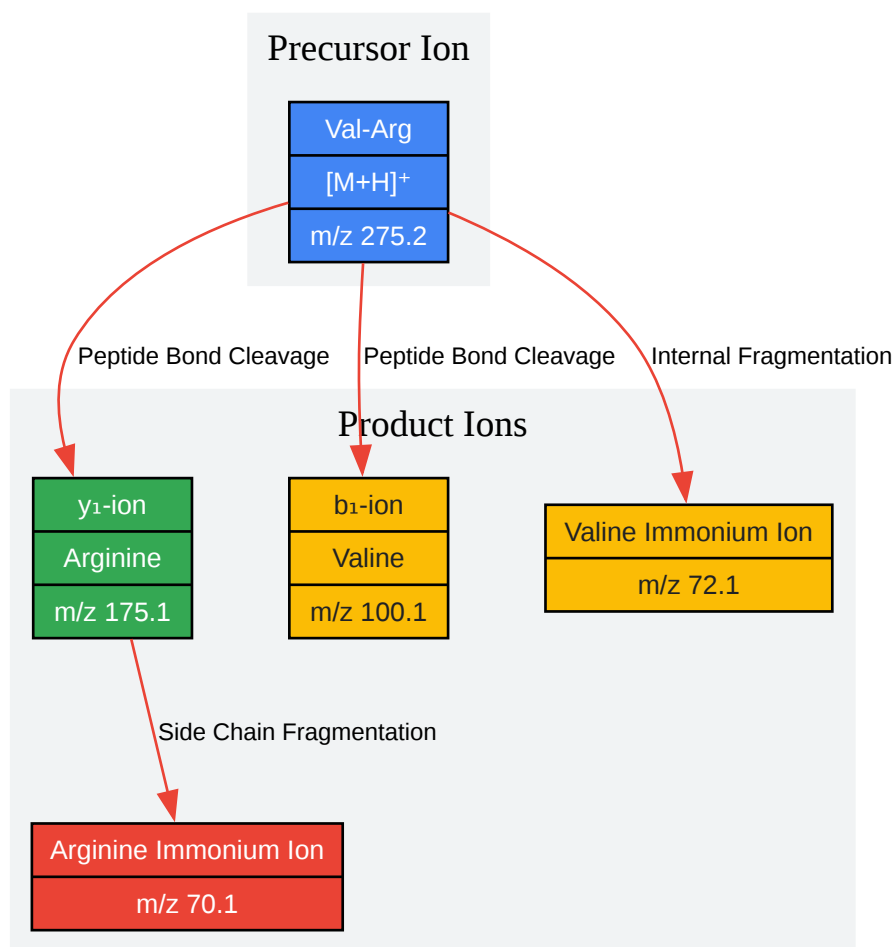 Precursor Ion
Val-Arg
[M+H]⁺
m/z 275.2
Peptide Bond Cleavage
Peptide Bond Cleavage
Internal Fragmentation
Product Ions
y₁-ion
Arginine
m/z 175.1
b₁-ion
Valine
m/z 100.1
Valine Immonium Ion
m/z 72.1
Side Chain Fragmentation
Arginine Immonium Ion
m/z 70.1